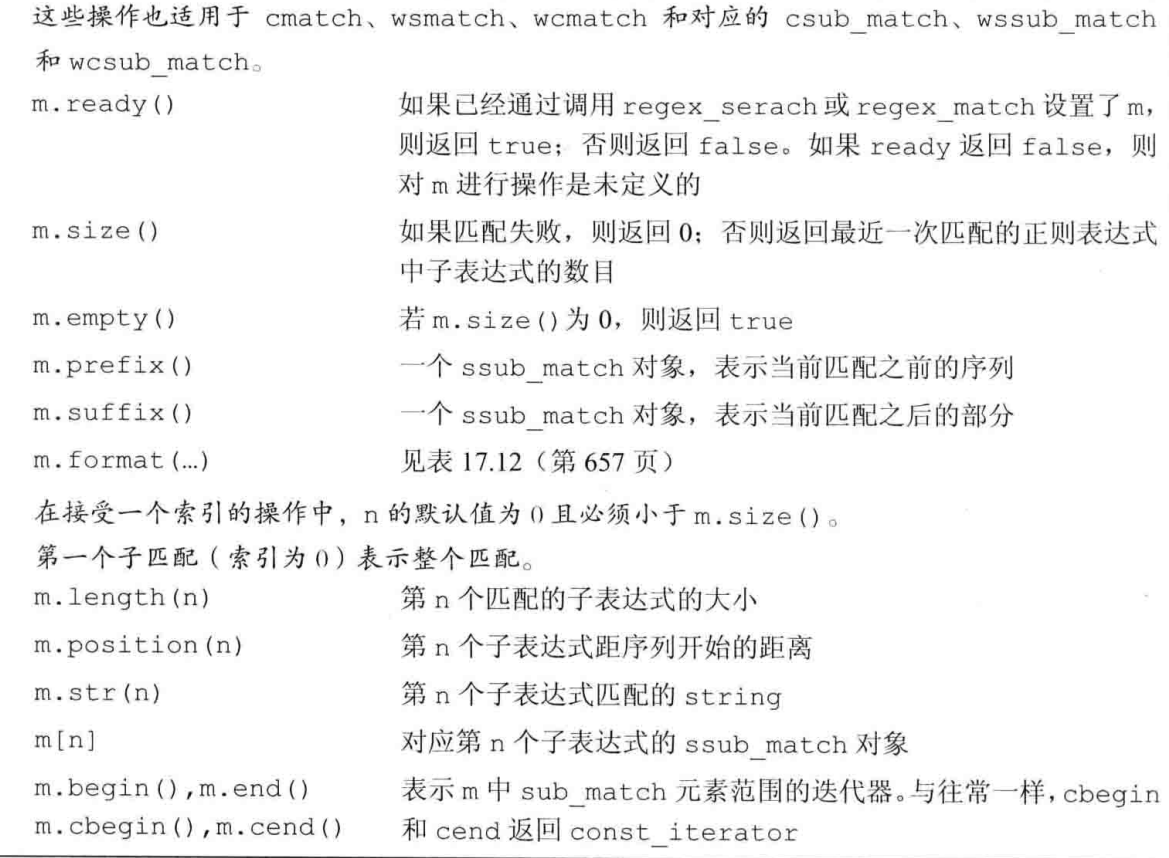 这些操作也适用于 cmatch、wsmatch、wcmatch 和对应的 csub_match、wssub_match
和 wcsub_match。
m.ready() 如果已经通过调用 regex_serach 或 regex_match 设置了 m,
则返回 true；否则返回 false。如果 ready 返回 false，则
对 m 进行操作是未定义的
m.size() 如果匹配失败，则返回 0；否则返回最近一次匹配的正则表达式
中子表达式的数目
m.empty() 若 m.size()为 0，则返回 true
m.prefix() 一个 ssub_match 对象，表示当前匹配之前的序列
m.suffix() 一个 ssub_match 对象，表示当前匹配之后的部分
m.format(…) 见表 17.12（第 657 页）
在接受一个索引的操作中，n 的默认值为 0 且必须小于 m.size()。
第一个子匹配（索引为 0）表示整个匹配。
m.length(n) 第 n 个匹配的子表达式的大小
m.position(n) 第 n 个子表达式距序列开始的距离
m.str(n) 第 n 个子表达式匹配的 string
m[n] 对应第 n 个子表达式的 ssub_match 对象
m.begin(),m.end() 表示 m 中 sub_match 元素范围的迭代器。与往常一样，cbegin
m.cbegin(),m.cend() 和 cend 返回 const_iterator